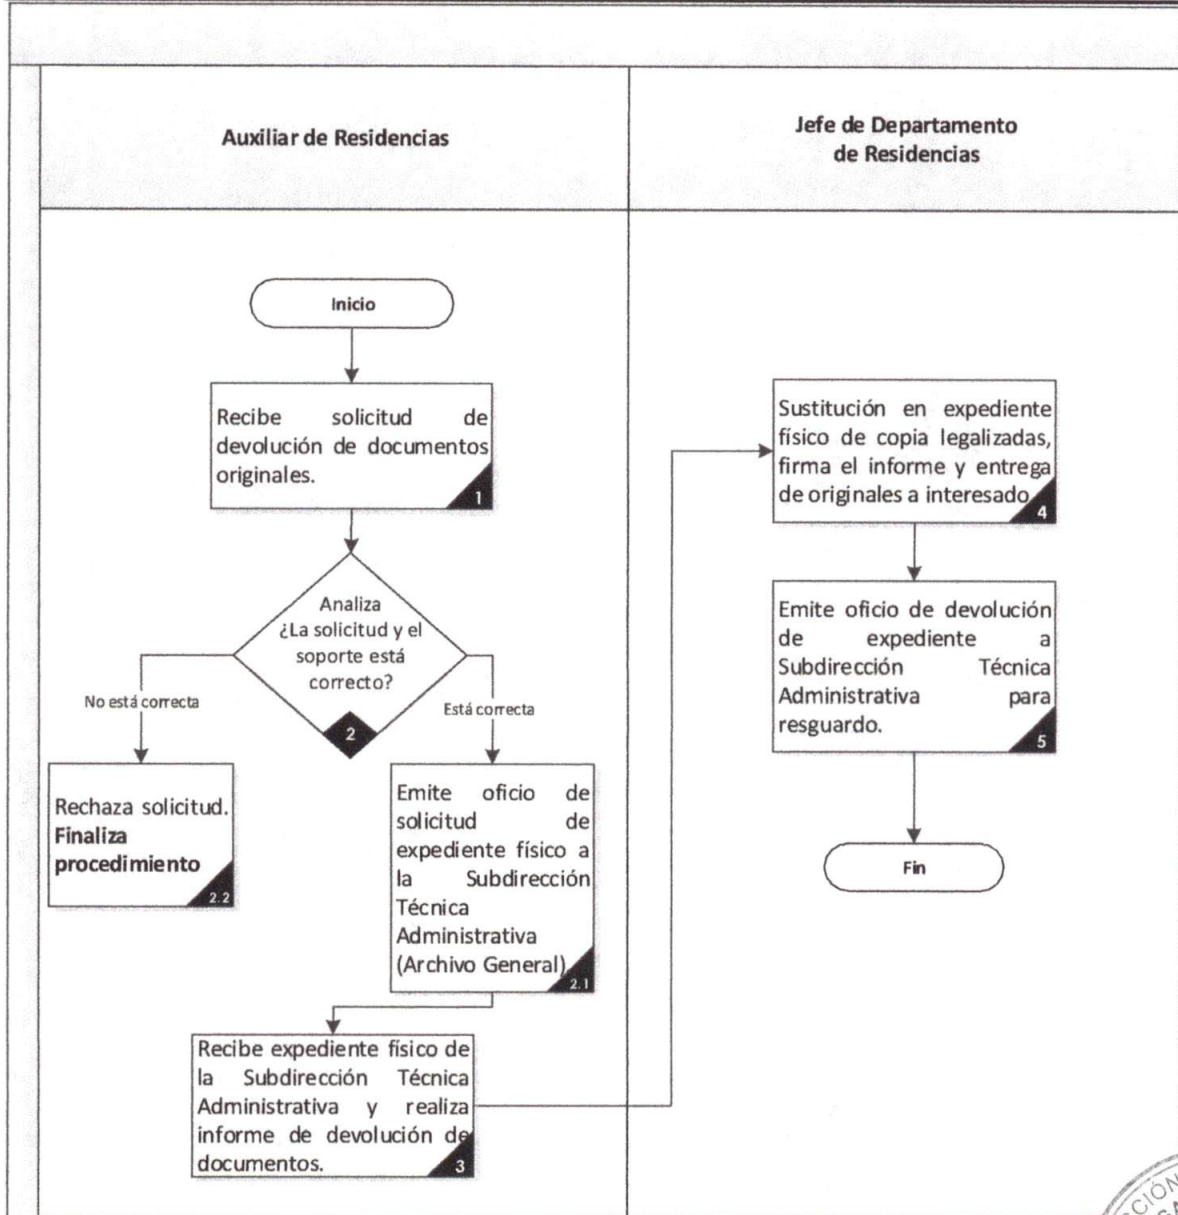 Auxiliar de Residencias
Jefe de Departamento
de Residencias
Inicio
Recibe solicitud de
devolución de documentos
originales.
1
Analiza
¿La solicitud y el
soporte está
correcto?
2
No está correcta
Está correcta
Rechaza solicitud.
Finaliza
procedimiento
2.2
Emite oficio de
solicitud de
expediente físico a
la Subdirección
Técnica
Administrativa
(Archivo General)
2.1
Recibe expediente físico de
la Subdirección Técnica
Administrativa y realiza
informe de devolución de
documentos.
3
Sustitución en expediente
físico de copia legalizadas,
firma el informe y entrega
de originales a interesado
4
Emite oficio de devolución
de expediente a
Subdirección Técnica
Administrativa para
resguardo.
5
Fin